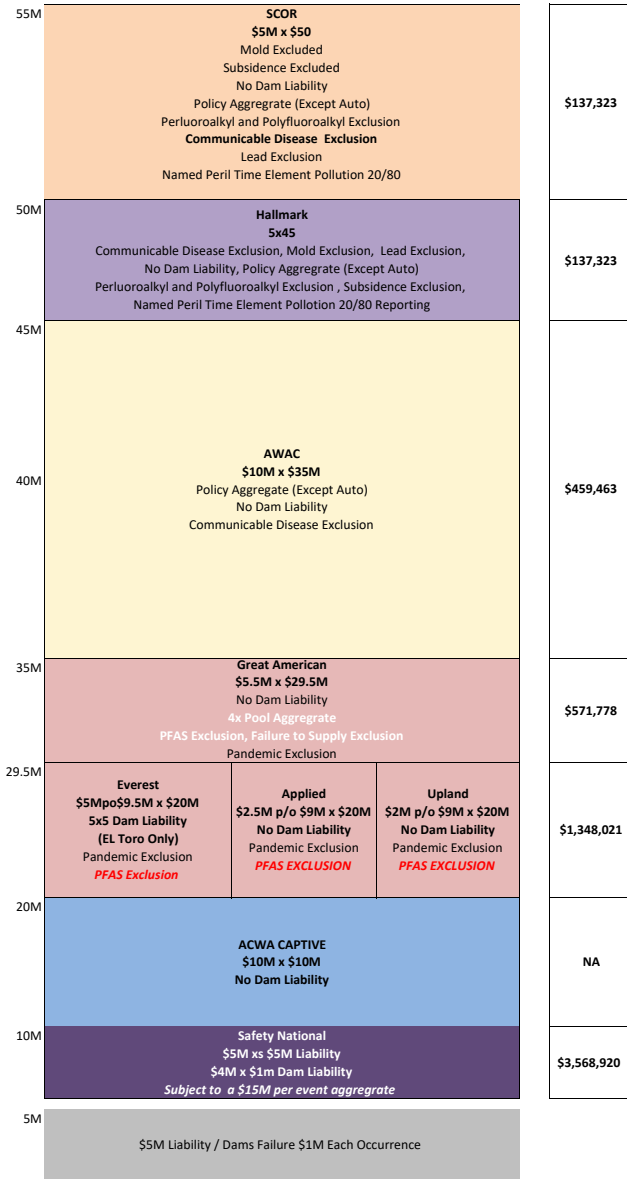 55M
SCOR
$5M x $50
Mold Excluded
Subsidence Excluded
No Dam Liability
Policy Aggregate (Except Auto)
Perluroroalkyl and Polyfluoroalkyl Exclusion
Communicable Disease  Exclusion
Lead Exclusion
Named Peril Time Element Pollution 20/80
$137,323
50M
Hallmark
5x45
Communicable Disease Exclusion, Mold Exclusion,  Lead Exclusion,
No Dam Liability, Policy Aggregate (Except Auto)
Perluroroalkyl and Polyfluoroalkyl Exclusion , Subsidence Exclusion,
Named Peril Time Element Pollotion 20/80 Reporting
$137,323
45M
AWAC
$10M x $35M
40M
Policy Aggregate (Except Auto)
No Dam Liability
Communicable Disease Exclusion
$459,463
35M
Great American
$5.5M x $29.5M
No Dam Liability
4x Pool Aggregate
PFAS Exclusion, Failure to Supply Exclusion
Pandemic Exclusion
$571,778
29.5M
Everest
$5Mpo$9.5M x $20M
5x5 Dam Liability
(EL Toro Only)
Pandemic Exclusion
PFAS Exclusion
Applied
$2.5M p/o $9M x $20M
No Dam Liability
Pandemic Exclusion
PFAS EXCLUSION
Upland
$2M p/o $9M x $20M
No Dam Liability
Pandemic Exclusion
PFAS EXCLUSION
$1,348,021
20M
ACWA CAPTIVE
$10M x $10M
No Dam Liability
NA
10M
Safety National
$5M xs $5M Liability
$4M x $1m Dam Liability
Subject to  a $15M per event aggregrate
$3,568,920
5M
$5M Liability / Dams Failure $1M Each Occurrence